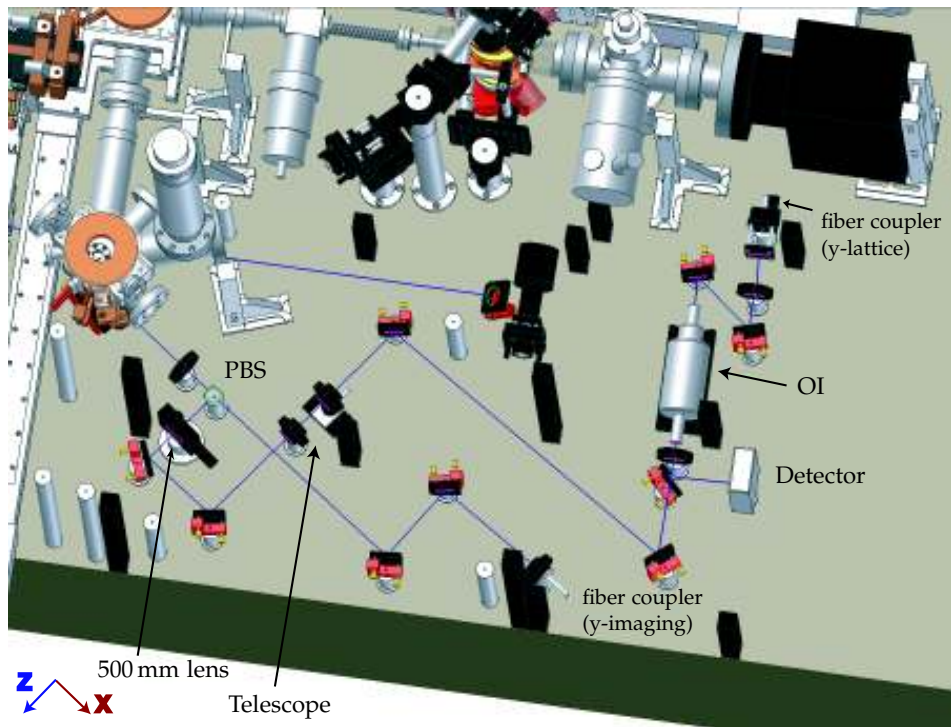 fiber coupler
(y-lattice)
PBS
OI
Detector
fiber coupler
(y-imaging)
500 mm lens
Telescope
Z
X